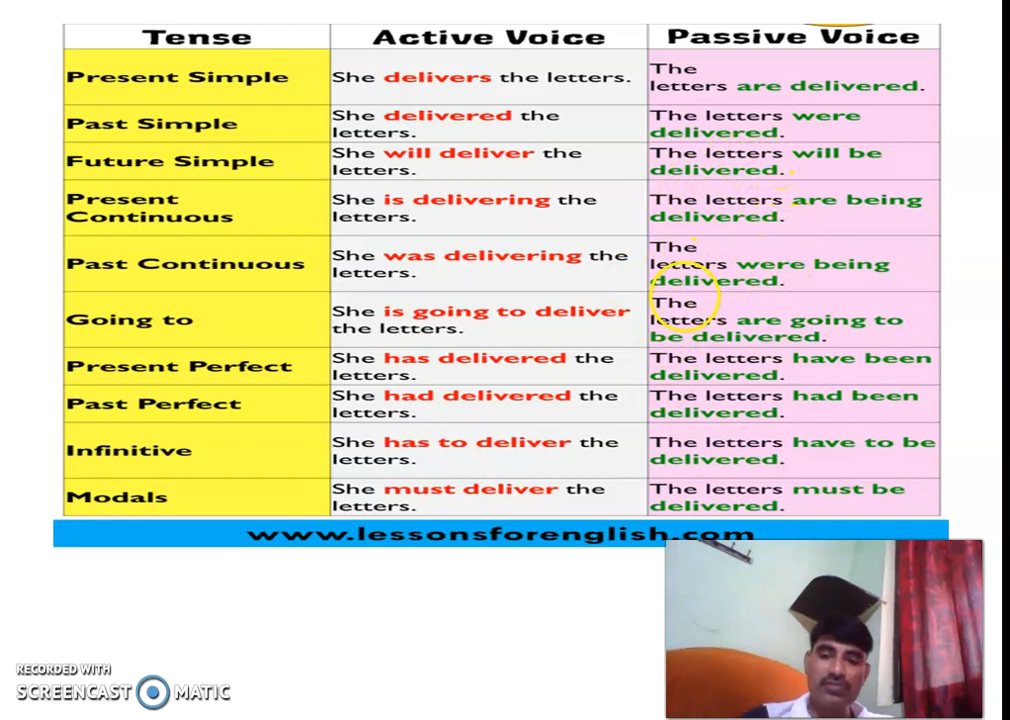 Tense Active Voice Passive Voice
Present Simple She delivers the letters. The
letters are delivered.
Past Simple She delivered the
letters. The letters were
delivered.
Future Simple She will deliver the
letters. The letters will be
delivered.
Present
Continuous She is delivering the
letters. The letters are being
delivered.
Past Continuous She was delivering the
letters. The
letters were being
delivered.
Going to She is going to deliver
the letters. The
letters are going to
be delivered.
Present Perfect She has delivered the
letters. The letters have been
delivered.
Past Perfect She had delivered the
letters. The letters had been
delivered.
Infinitive She has to deliver the
letters. The letters have to be
delivered.
Modals She must deliver the
letters. The letters must be
delivered.
www.lessonsforenglish.com
RECORDED WITH
SCREENCAST MATIC